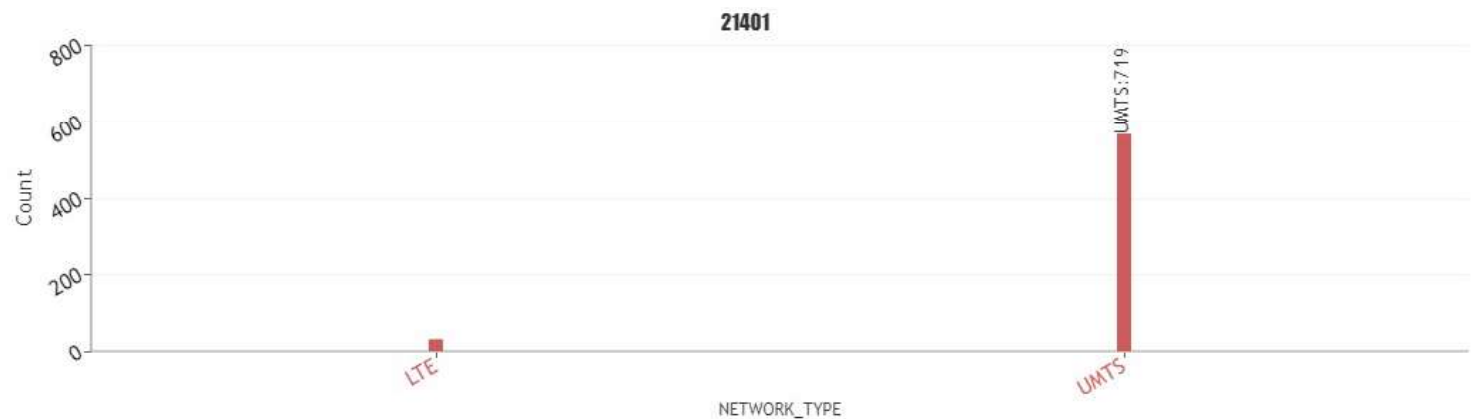 21401
800
600
400
200
0
Count
UMTS:719
LTE
UMTS
NETWORK_TYPE